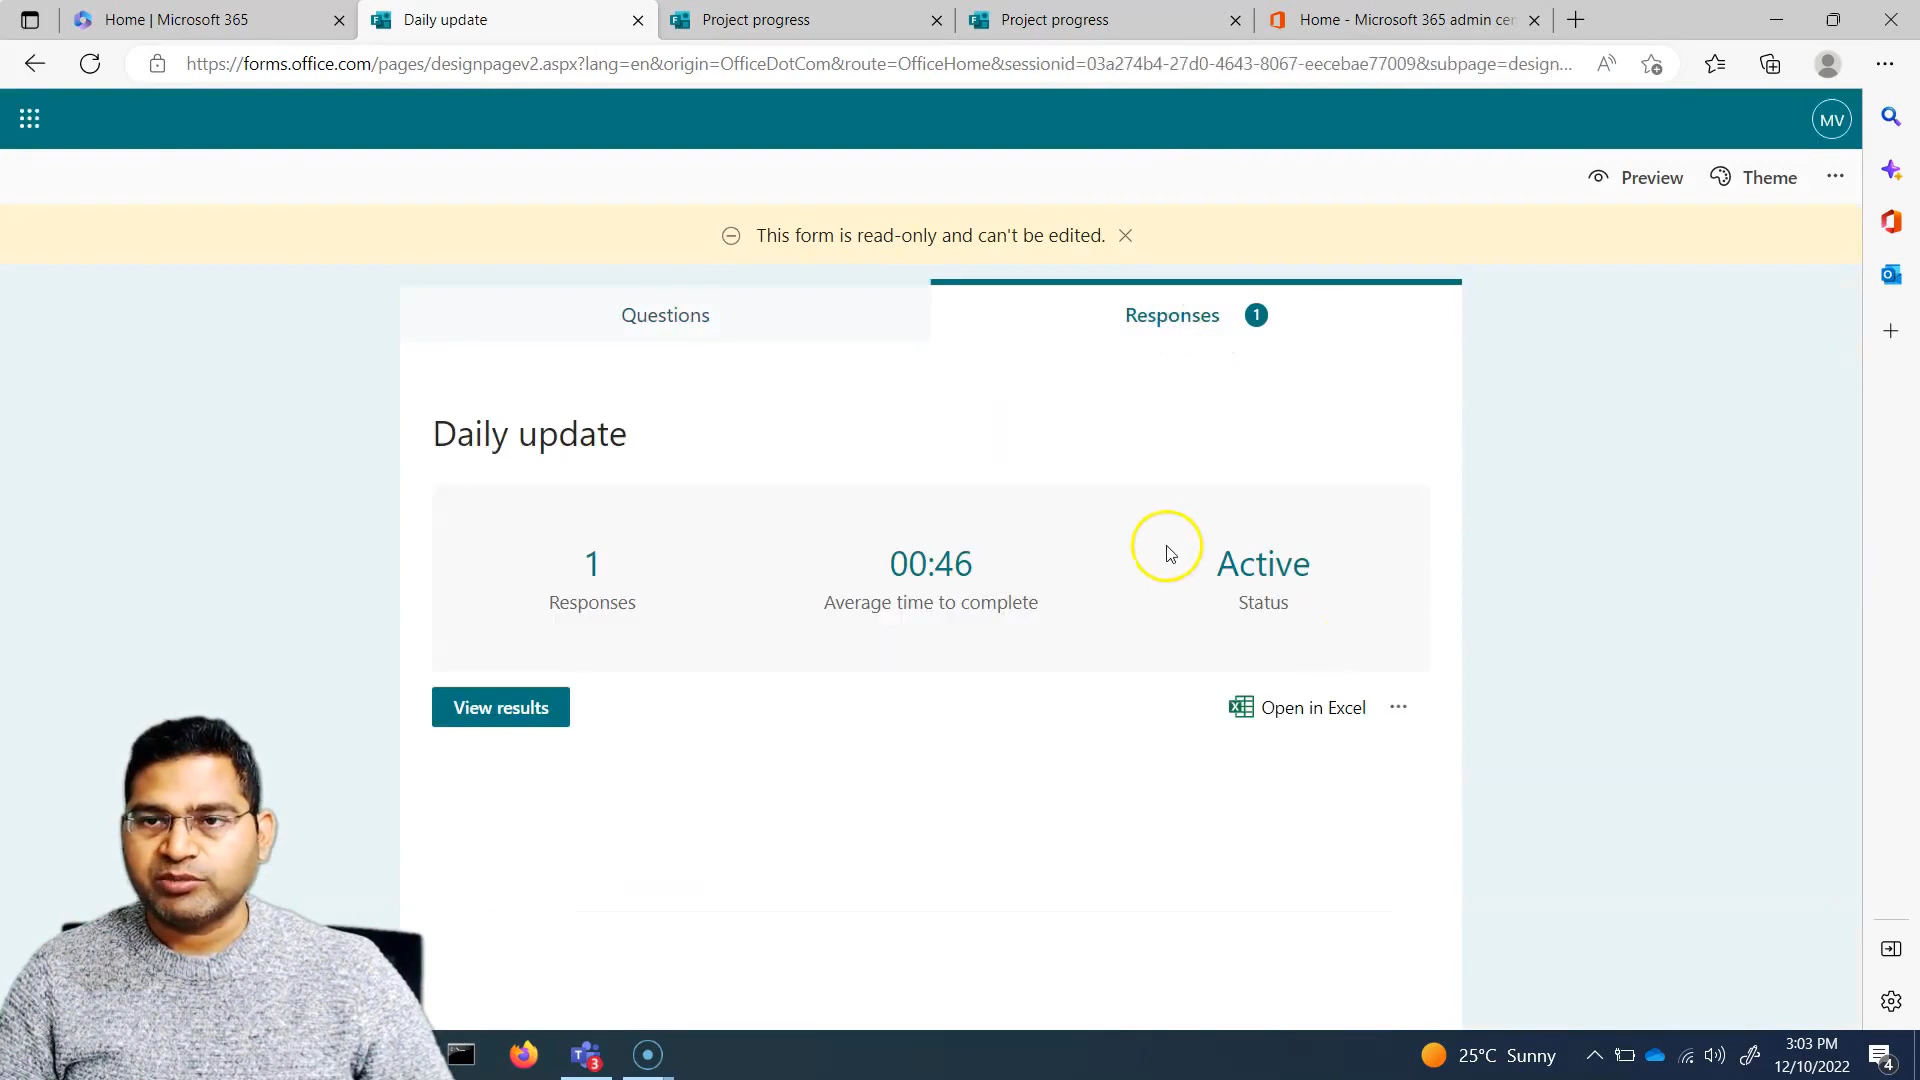 Home | Microsoft 365
Daily update
Project progress
Project progress
Home - Microsoft 365 admin cen
https://forms.office.com/pages/designpagev2.aspx?lang=en&origin=OfficeDotCom&route=OfficeHome&sessionid=03a274b4-27d0-4643-8067-eecebae77009&subpage=design...
MV
Preview
Theme
This form is read-only and can't be edited.
Questions
Responses 1
Daily update
1
00:46
Active
Responses
Average time to complete
Status
View results
Open in Excel
T 3
25°C Sunny
3:03 PM
12/10/2022
4